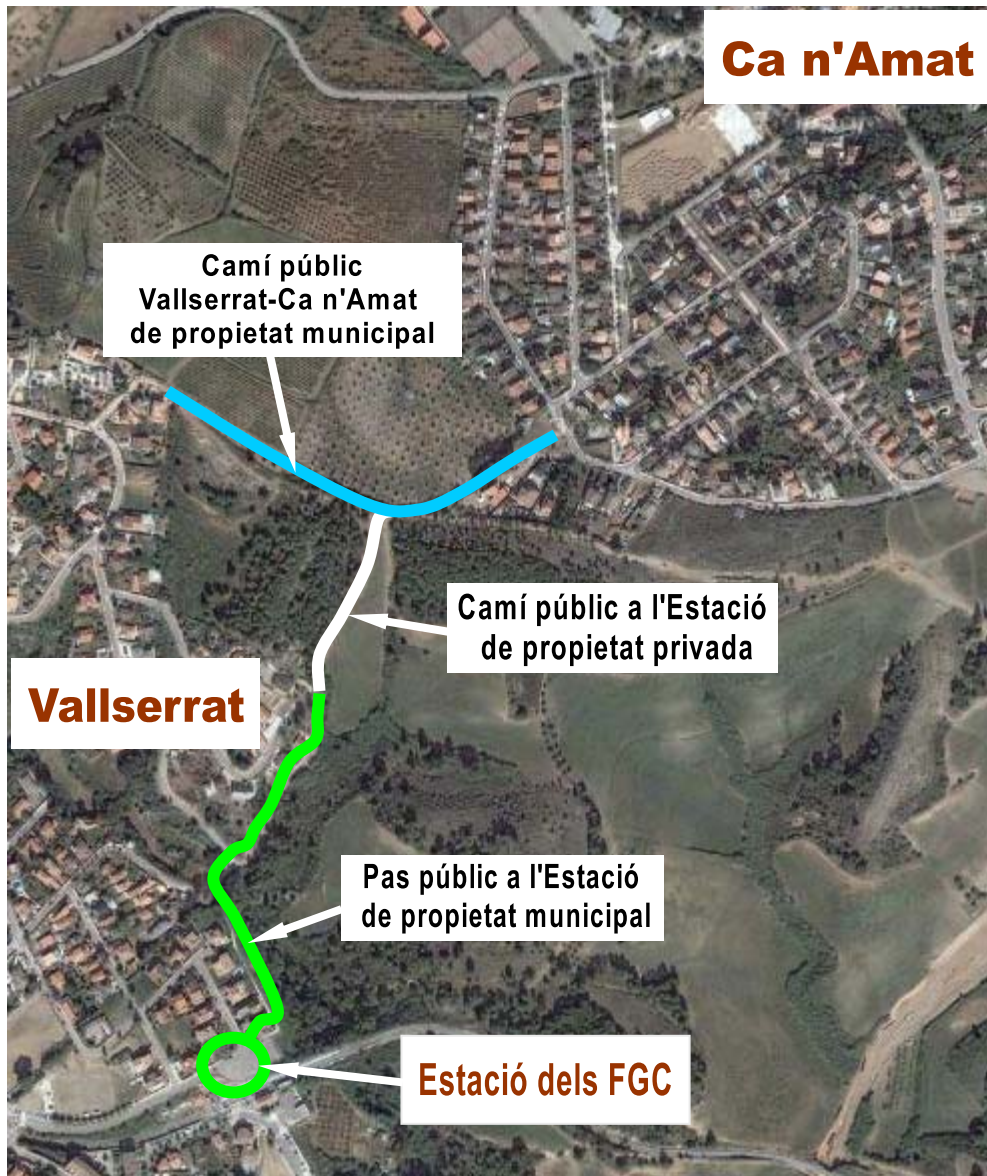 Ca n'Amat
Camí públic
Vallserrat-Ca n'Amat
de propietat municipal
Camí públic a l'Estació
de propietat privada
Vallserrat
Pas públic a l'Estació
de propietat municipal
Estació dels FGC